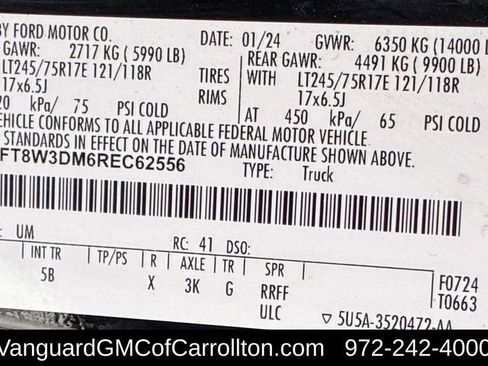 BY FORD MOTOR CO. DATE: 01/24 GVWR: 6350 KG (14000 L
GAWR: 2717 KG (5990 LB) REAR GAWR: 4491 KG (9900 LB)
LT245/75R17E 121/118R TIRES WITH LT245/75R17E 121/118R
17x6.5J RIMS 17x6.5J
20 kPa/ 75 PSI COLD AT 450 kPa/ 65 PSI COLD
VEHICLE CONFORMS TO ALL APPLICABLE FEDERAL MOTOR VEHICLE
STANDARDS IN EFFECT ON THE DATE OF MANUFACTURE SHOWN ABOVE.
FT8W3DM6REC62556 TYPE: Truck
: UM RC: 41 DSO:
INT TR TP/PS R AXLE TR SPR F0724
5B X 3K G RRFF T0663
ULC 5U5A-3520472-AA
VanguardGMCofCarrollton.com 972-242-4000